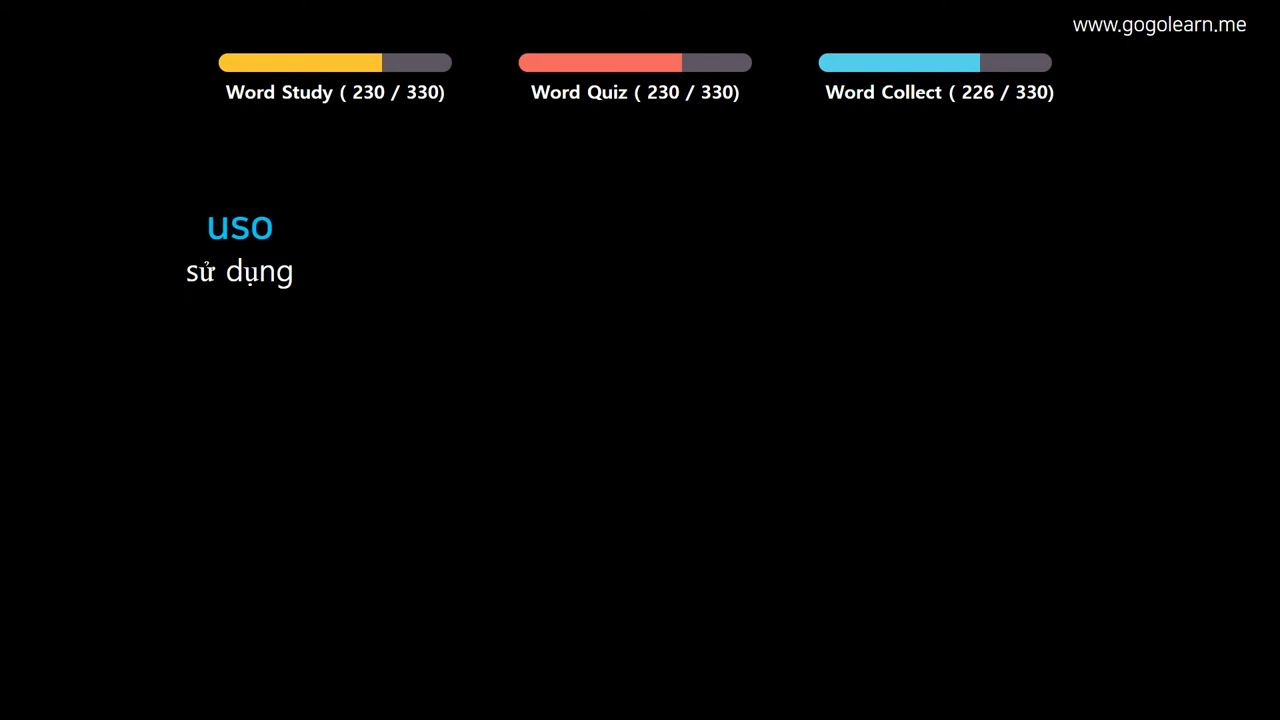 www.gogolearn.me
Word Study ( 230 / 330)
Word Quiz ( 230 / 330)
Word Collect ( 226 / 330)
uso
sử dụng